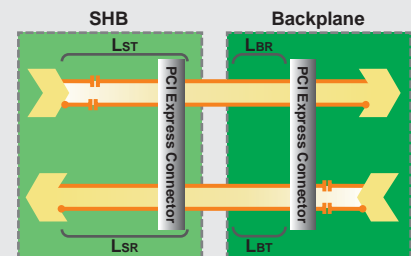 SHB
Backplane
LST
LBR
PCI Express Connector
PCI Express Connector
LSR
LBT